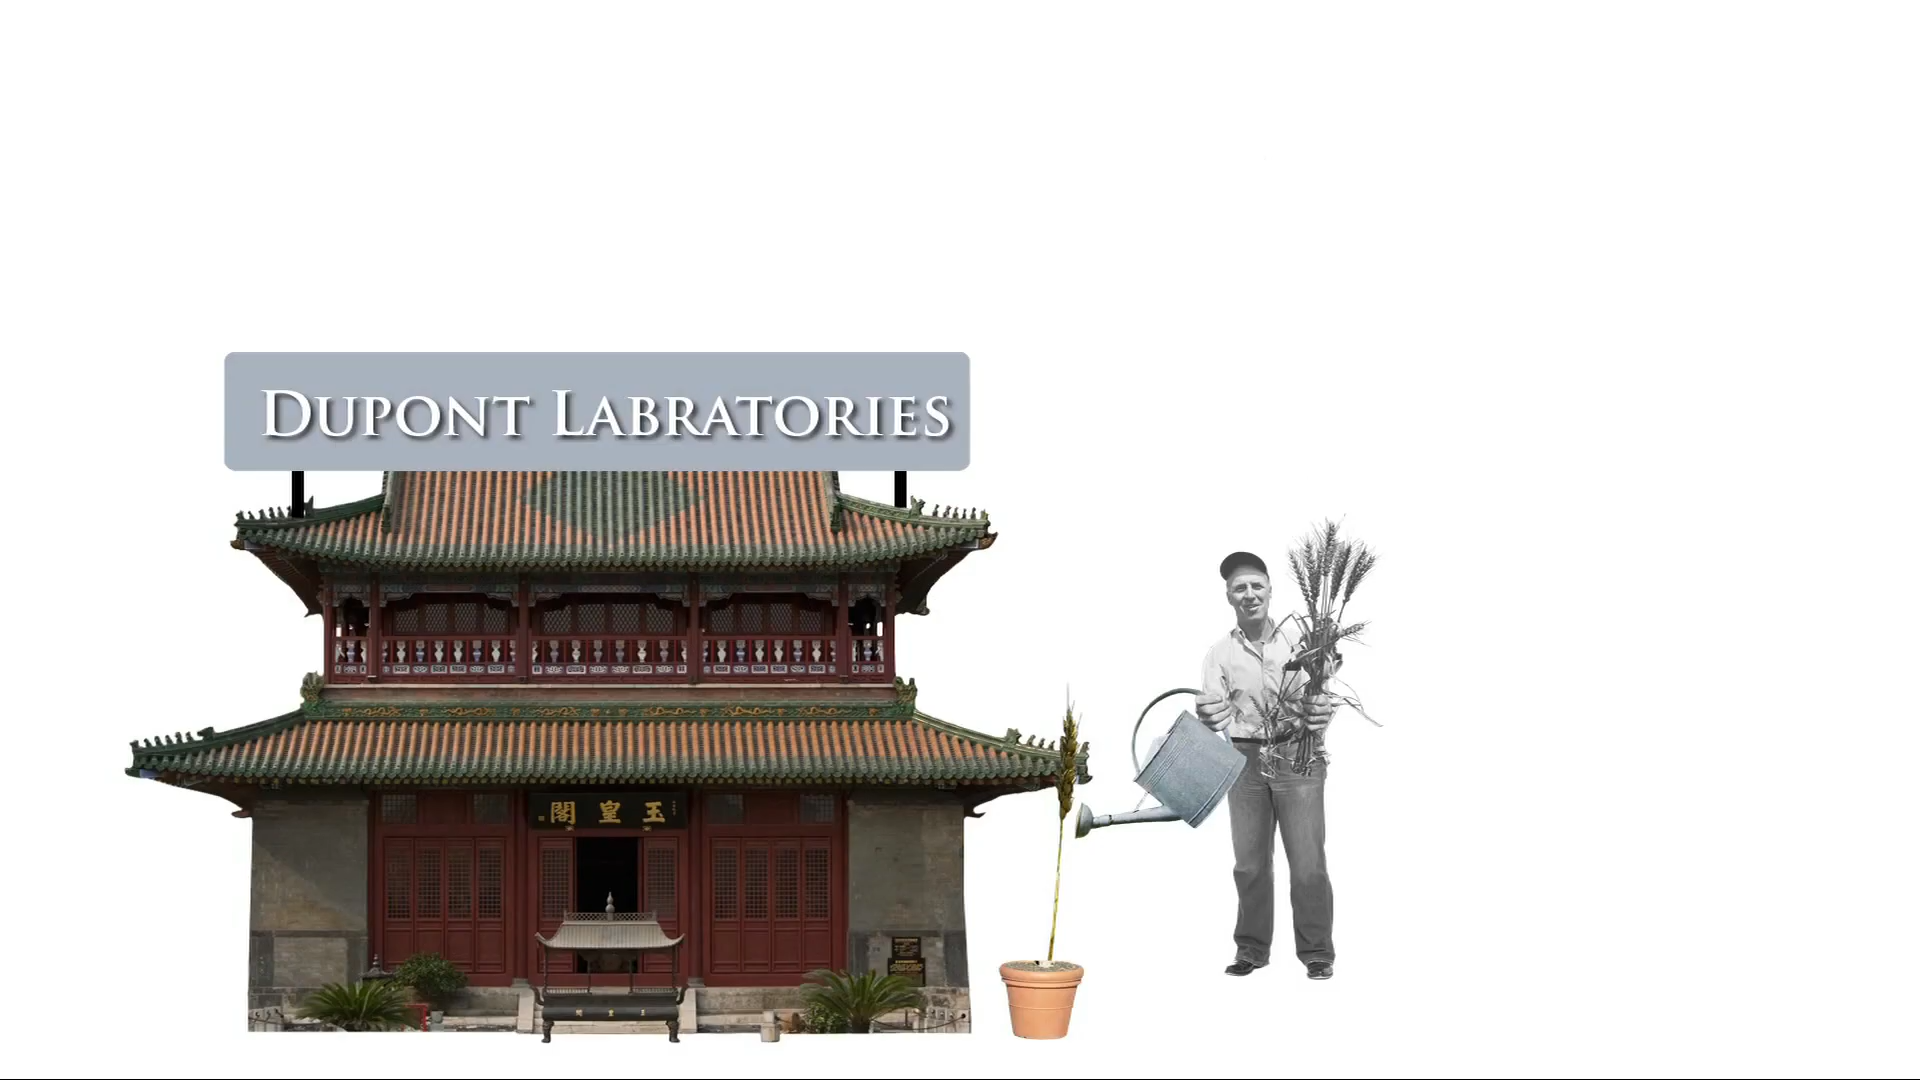 Dupont Labratories
閣皇玉